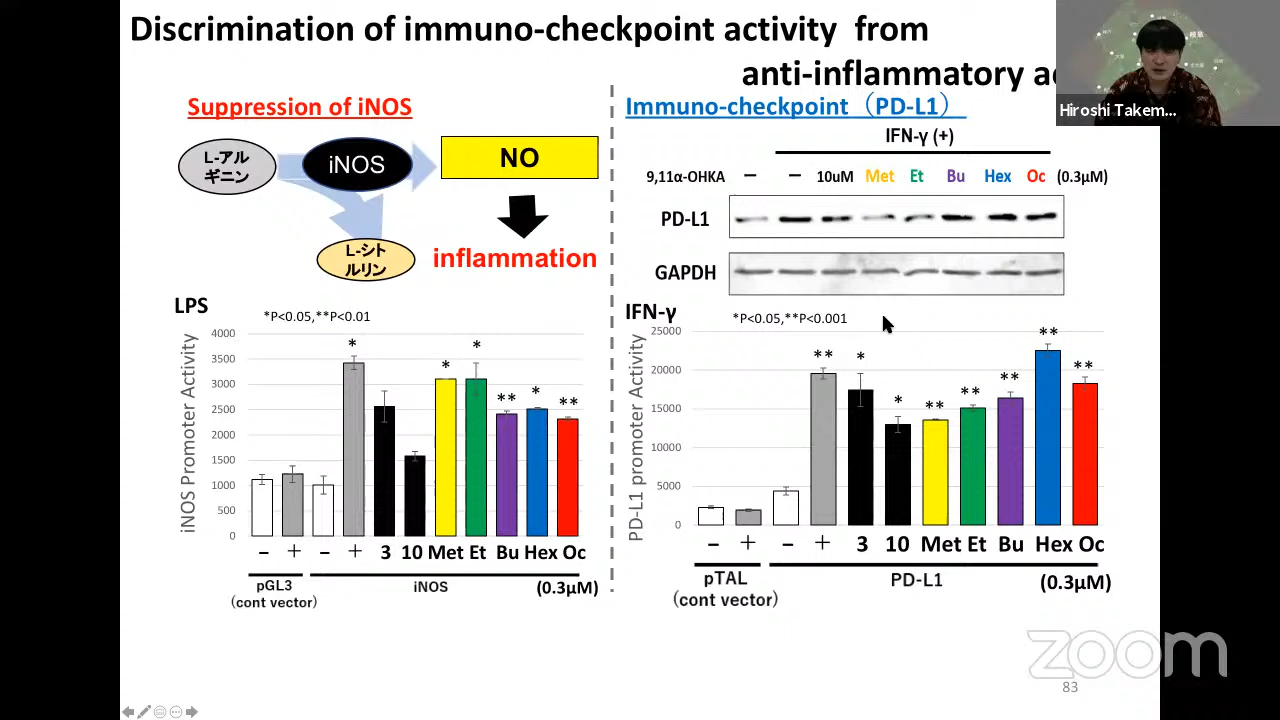 Discrimination of immuno-checkpoint activity from
anti-inflammatory
Hiroshi Takem...
Suppression of iNOS
L-アル
ギニン
iNOS
NO
L-シト
ルリン
inflammation
LPS
*P<0.05,**P<0.01
iNOS Promoter Activity
4000
3500
3000
2500
2000
1500
1000
500
0
*
*
*
**
*
**
− + − + 3 10 Met Et Bu Hex Oc
pGL3
(cont vector)
iNOS
(0.3μM)
Immuno-checkpoint（PD-L1）
IFN-γ (+)
9,11α-OHKA − − 10uM Met Et Bu Hex Oc (0.3μM)
PD-L1
GAPDH
IFN-γ
*P<0.05,**P<0.001
PD-L1 promoter Activity
25000
20000
15000
10000
5000
0
**
*
*
**
**
**
**
**
− + − + 3 10 Met Et Bu Hex Oc
pTAL
(cont vector)
PD-L1
(0.3μM)
zoom
83